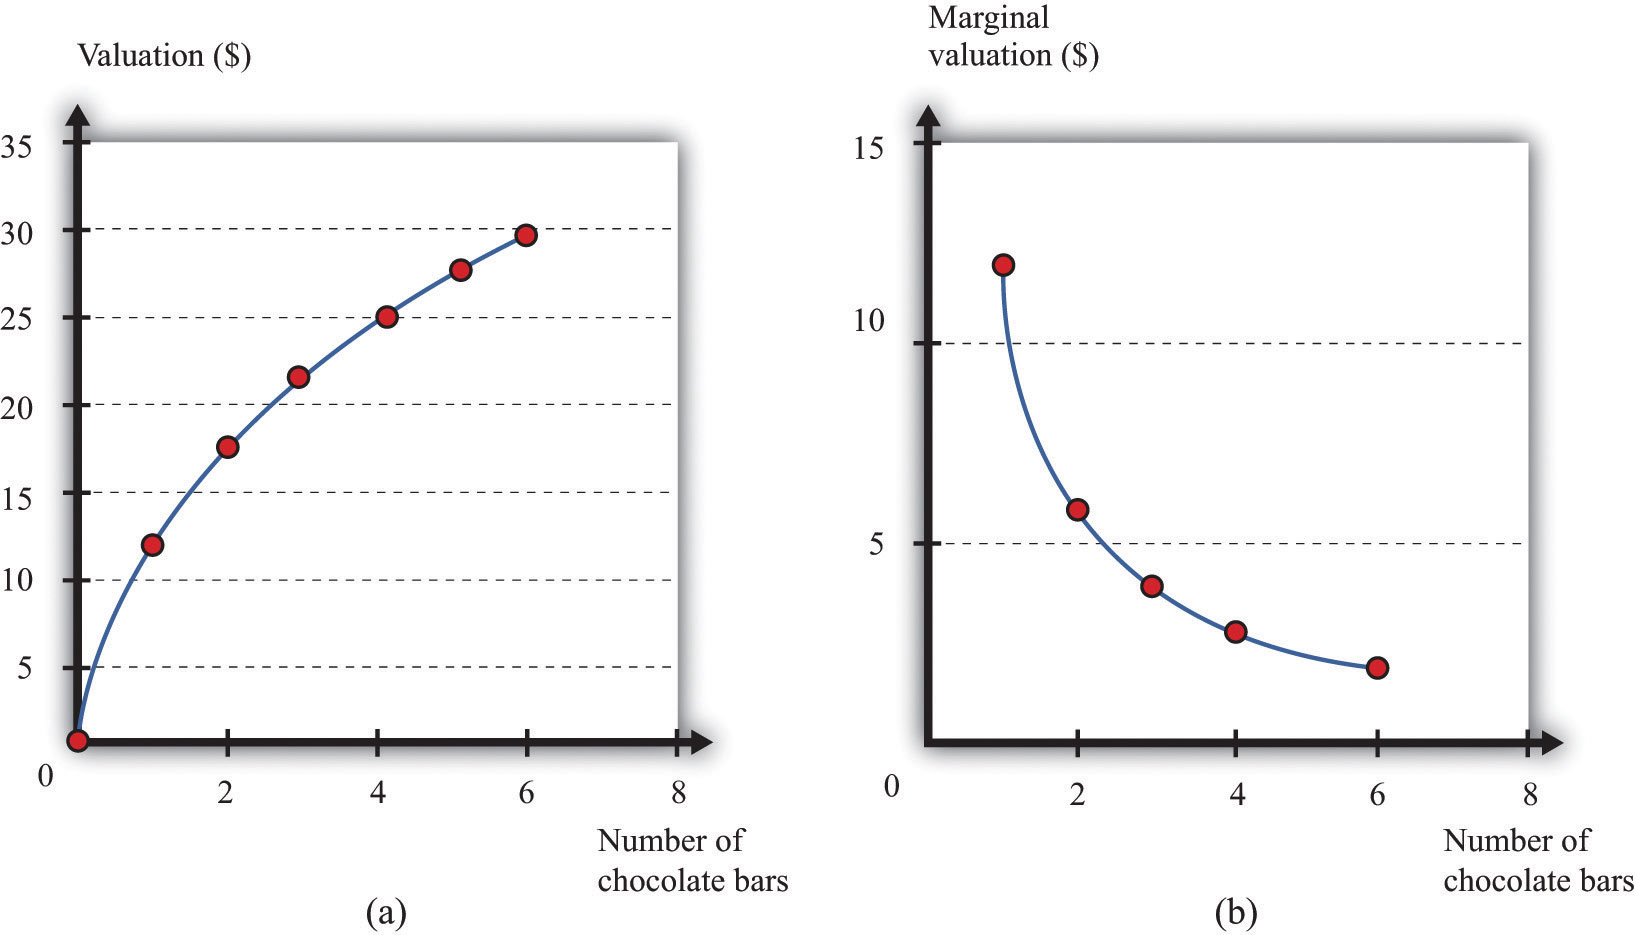 Valuation ($)
35
30
25
20
15
10
5
0
2 4 6 8
Number of
chocolate bars
(a)
Marginal
valuation ($)
15
10
5
0
2 4 6 8
Number of
chocolate bars
(b)